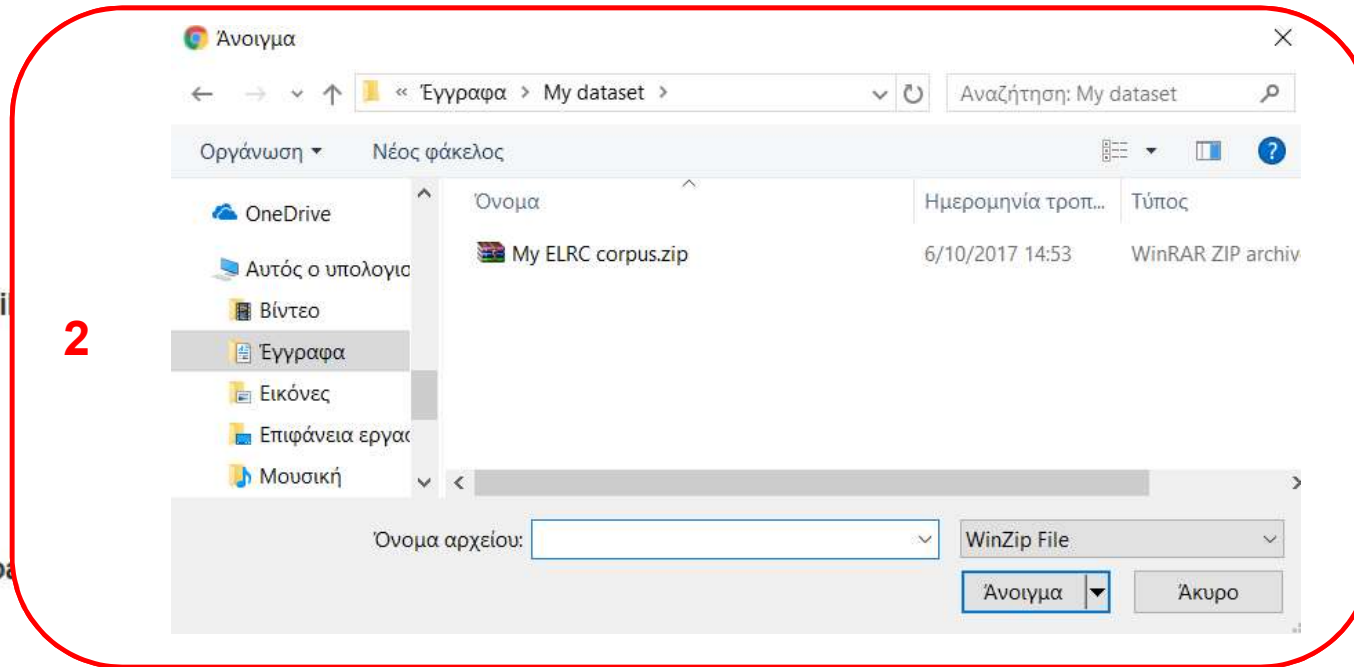 Άνοιγμα
« Έγγραφα > My dataset >
Αναζήτηση: My dataset
Οργάνωση
Νέος φάκελος
Όνομα
Ημερομηνία τροπ...
Τύπος
OneDrive
My ELRC corpus.zip
6/10/2017 14:53
WinRAR ZIP archiv
Αυτός ο υπολογισ
Βίντεο
2
Έγγραφα
Εικόνες
Επιφάνεια εργασ
Μουσική
Όνομα αρχείου:
WinZip File
Άνοιγμα
Άκυρο